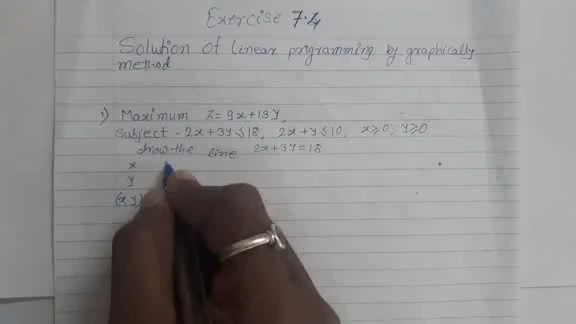 Exercise 7.4
Solution of linear programming by graphically
method
1) Maximum Z = 9x + 13y
Subject - 2x + 3y ≤ 18, 2x + y ≤ 10, x ≥ 0, y ≥ 0
draw the line 2x + 3y = 18
x
y
(x, y)